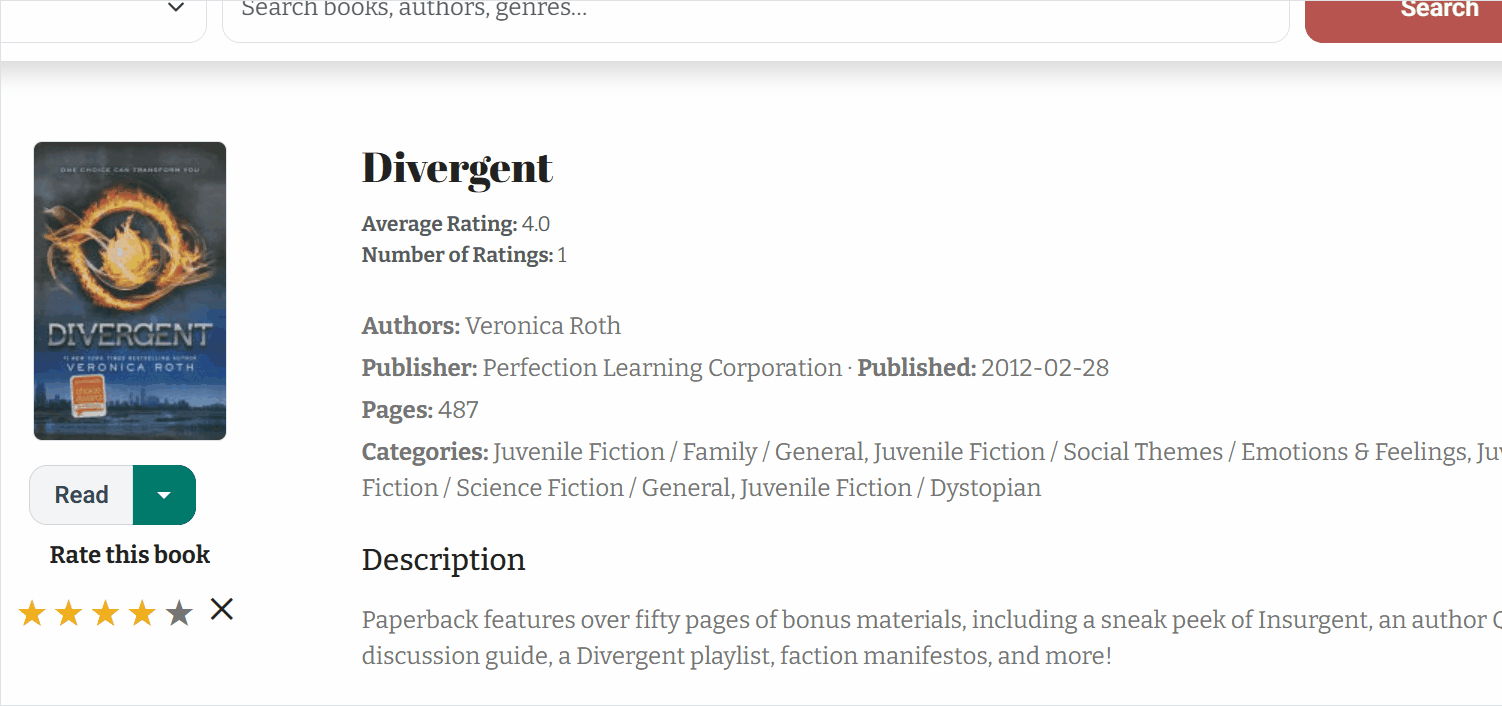 Search books, authors, genres...
Search
ONE CHOICE CAN TRANSFORM YOU
DIVERGENT
#1 NEW YORK TIMES BESTSELLING AUTHOR
VERONICA ROTH
Read
Rate this book
Divergent
Average Rating: 4.0
Number of Ratings: 1
Authors: Veronica Roth
Publisher: Perfection Learning Corporation · Published: 2012-02-28
Pages: 487
Categories: Juvenile Fiction / Family / General, Juvenile Fiction / Social Themes / Emotions & Feelings, Juv
Fiction / Science Fiction / General, Juvenile Fiction / Dystopian
Description
Paperback features over fifty pages of bonus materials, including a sneak peek of Insurgent, an author Q
discussion guide, a Divergent playlist, faction manifestos, and more!